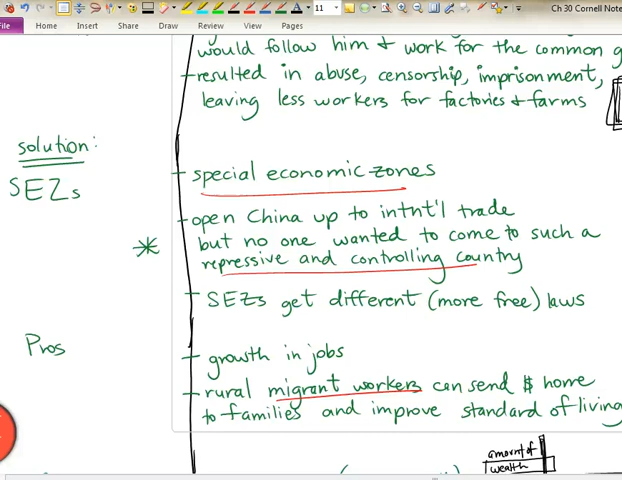 11
Ch 30 Cornell Notes
File
Home
Insert
Share
Draw
Review
View
Pages
would follow him & work for the common g
- resulted in abuse, censorship, imprisonment,
leaving less workers for factories & farms
solution:
SEZs
- special economic zones
- open China up to intnt'l trade
but no one wanted to come to such a
repressive and controlling country
- SEZs get different (more free) laws
Pros
- growth in jobs
- rural migrant workers can send $ home
to families and improve standard of living
amount of
wealth